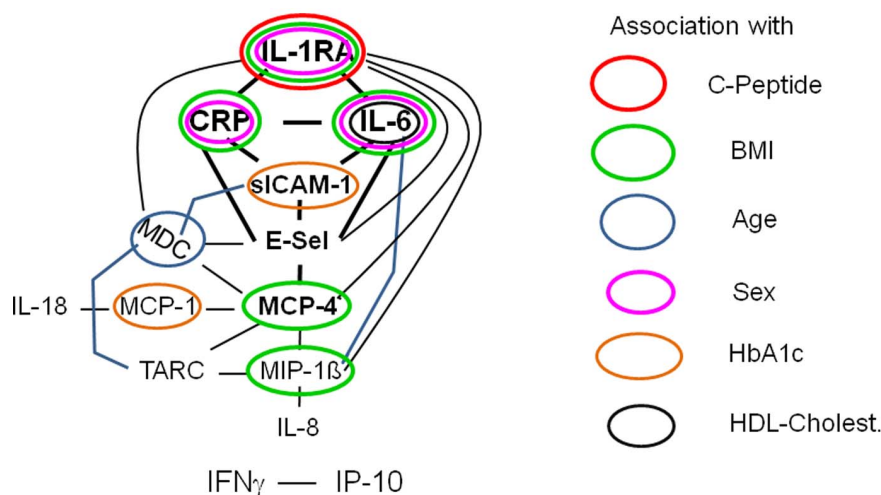 Association with
IL-1RA
C-Peptide
CRP
IL-6
BMI
sICAM-1
Age
MDC
E-Sel
Sex
IL-18
MCP-1
MCP-4
HbA1c
TARC
MIP-1ß
HDL-Cholest.
IL-8
IFNγ — IP-10